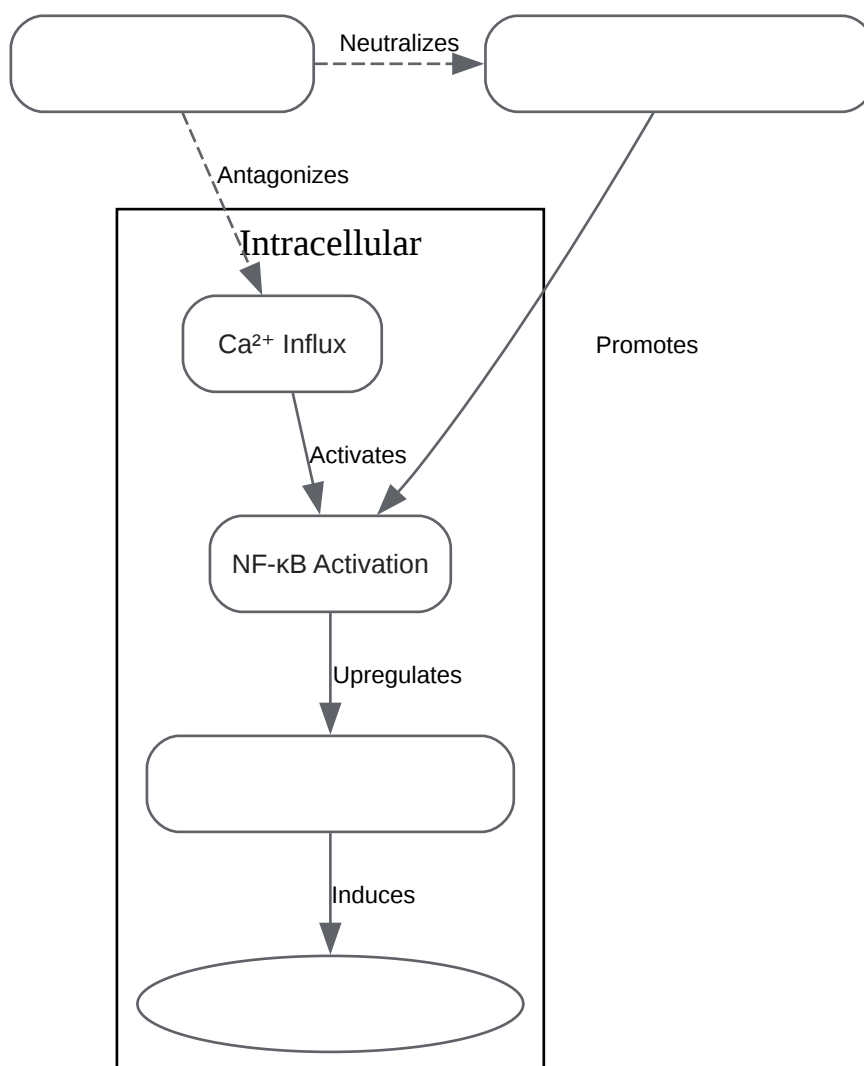 Neutralizes
Antagonizes
Intracellular
Ca²⁺ Influx
Promotes
Activates
NF-κB Activation
Upregulates
Induces